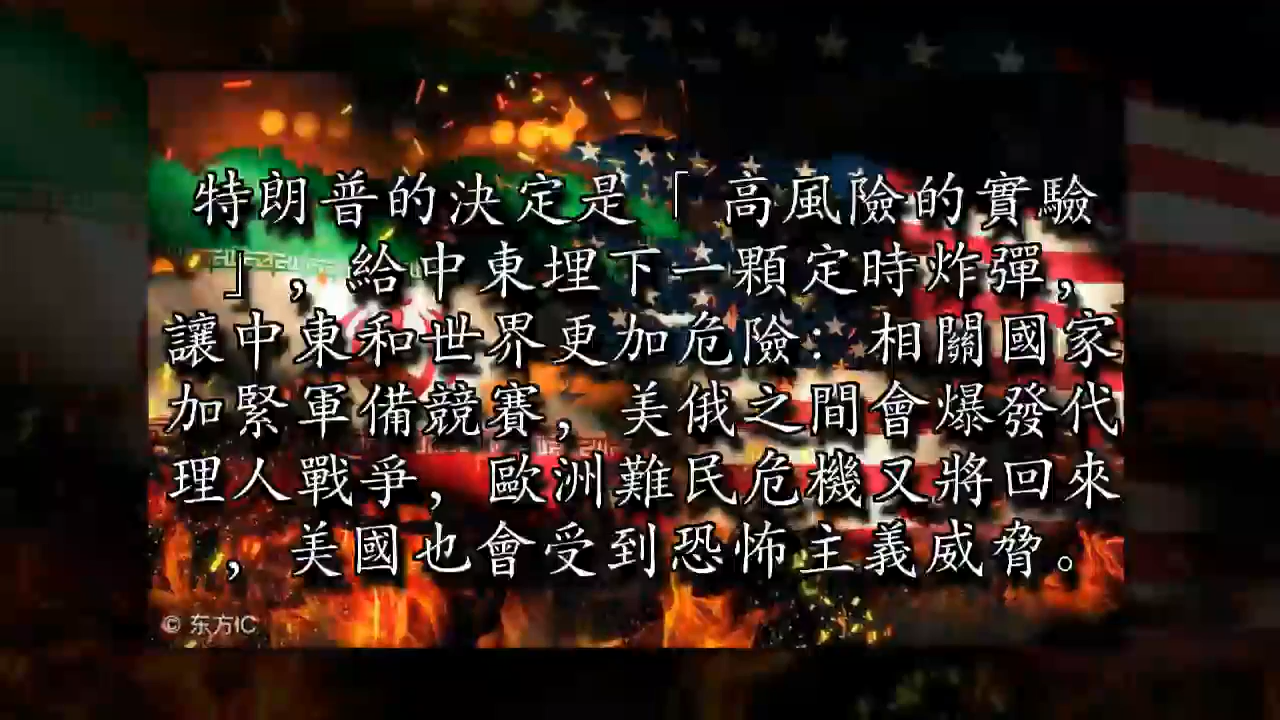 特朗普的決定是「 高風險的實驗
」，給中東埋下一顆定時炸彈，
讓中東和世界更加危險：相關國家
加緊軍備競賽，美俄之間會爆發代
理人戰爭，歐洲難民危機又將回來
，美國也會受到恐怖主義威脅。
© 东方IC